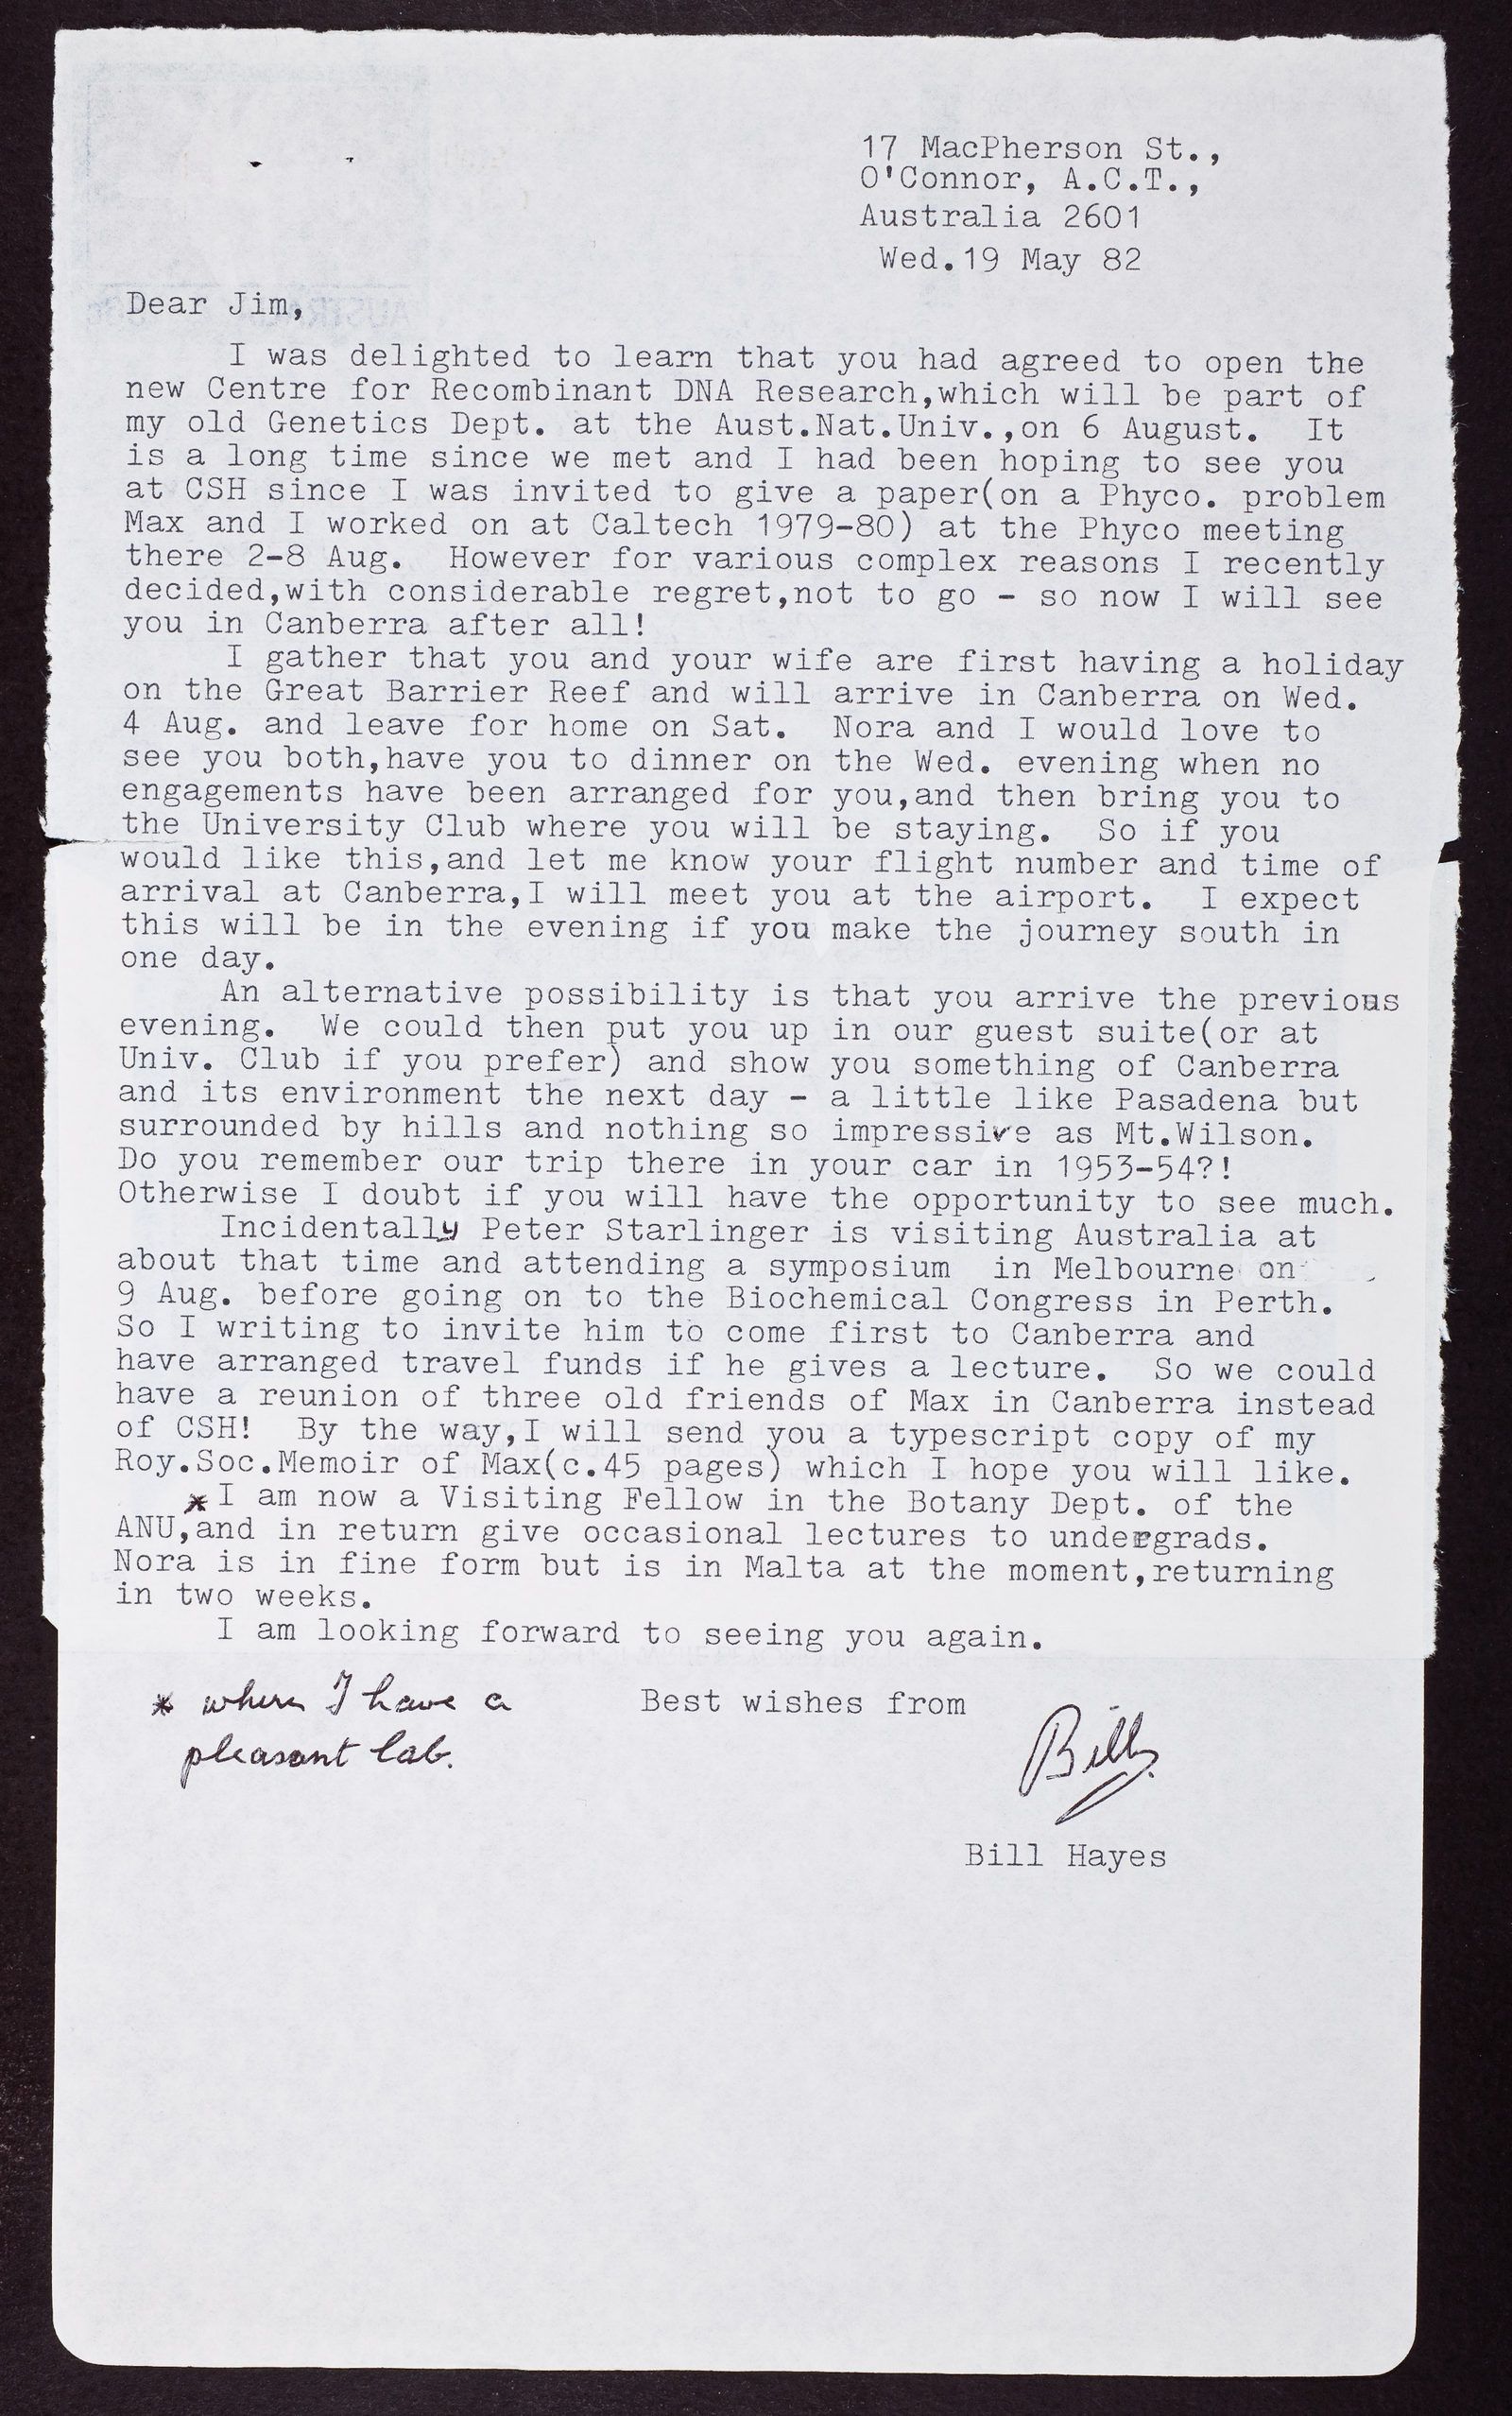 17 MacPherson St.,
O'Connor, A.C.T.,
Australia 2601
Wed.19 May 82
Dear Jim,
I was delighted to learn that you had agreed to open the
new Centre for Recombinant DNA Research,which will be part of
my old Genetics Dept. at the Aust.Nat.Univ.,on 6 August. It
is a long time since we met and I had been hoping to see you
at CSH since I was invited to give a paper(on a Phyco. problem
Max and I worked on at Caltech 1979-80) at the Phyco meeting
there 2-8 Aug. However for various complex reasons I recently
decided,with considerable regret,not to go - so now I will see
you in Canberra after all!
I gather that you and your wife are first having a holiday
on the Great Barrier Reef and will arrive in Canberra on Wed.
4 Aug. and leave for home on Sat. Nora and I would love to
see you both,have you to dinner on the Wed. evening when no
engagements have been arranged for you,and then bring you to
the University Club where you will be staying. So if you
would like this,and let me know your flight number and time of
arrival at Canberra,I will meet you at the airport. I expect
this will be in the evening if you make the journey south in
one day.
An alternative possibility is that you arrive the previous
evening. We could then put you up in our guest suite(or at
Univ. Club if you prefer) and show you something of Canberra
and its environment the next day - a little like Pasadena but
surrounded by hills and nothing so impressive as Mt.Wilson.
Do you remember our trip there in your car in 1953-54?!
Otherwise I doubt if you will have the opportunity to see much.
Incidentally Peter Starlinger is visiting Australia at
about that time and attending a symposium in Melbourne on
9 Aug. before going on to the Biochemical Congress in Perth.
So I writing to invite him to come first to Canberra and
have arranged travel funds if he gives a lecture. So we could
have a reunion of three old friends of Max in Canberra instead
of CSH! By the way,I will send you a typescript copy of my
Roy.Soc.Memoir of Max(c.45 pages) which I hope you will like.
*I am now a Visiting Fellow in the Botany Dept. of the
ANU,and in return give occasional lectures to undergrads.
Nora is in fine form but is in Malta at the moment,returning
in two weeks.
I am looking forward to seeing you again.
* where I have a
pleasant lab.
Best wishes from
Bill
Bill Hayes